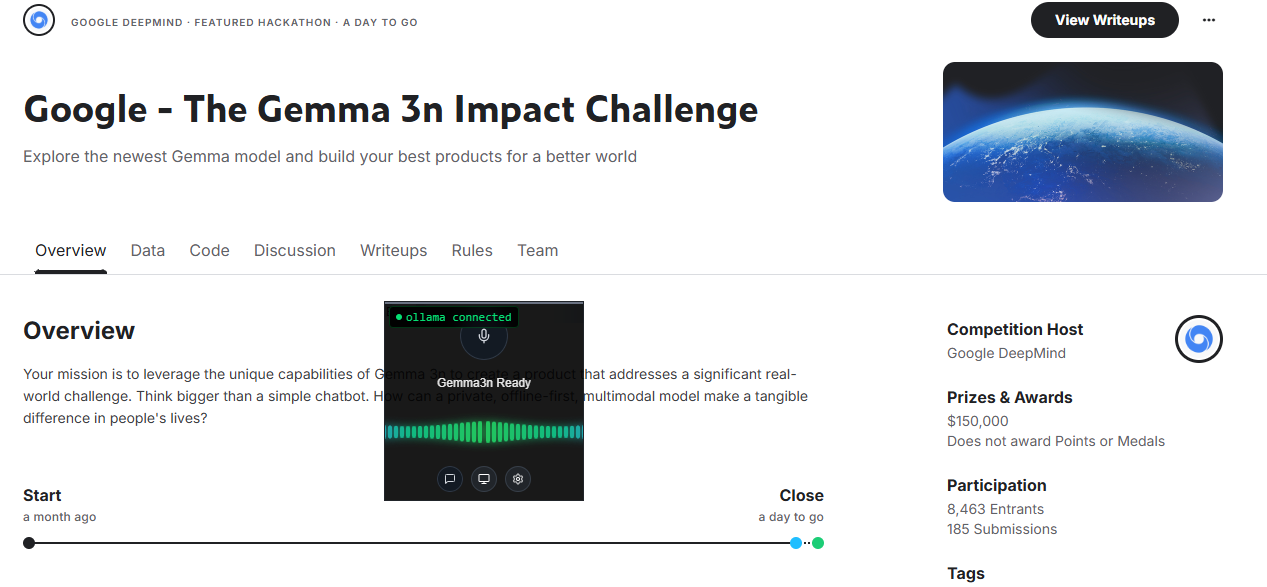 GOOGLE DEEPMIND · FEATURED HACKATHON · A DAY TO GO
View Writeups
Google - The Gemma 3n Impact Challenge
Explore the newest Gemma model and build your best products for a better world
Overview Data Code Discussion Writeups Rules Team
Overview
Your mission is to leverage the unique capabilities of Gemma 3n to create a product that addresses a significant real-
world challenge. Think bigger than a simple chatbot. How can a private, offline-first, multimodal model make a tangible
difference in people's lives?
ollama connected
Gemma3n Ready
Start
a month ago
Close
a day to go
Competition Host
Google DeepMind
Prizes & Awards
$150,000
Does not award Points or Medals
Participation
8,463 Entrants
185 Submissions
Tags